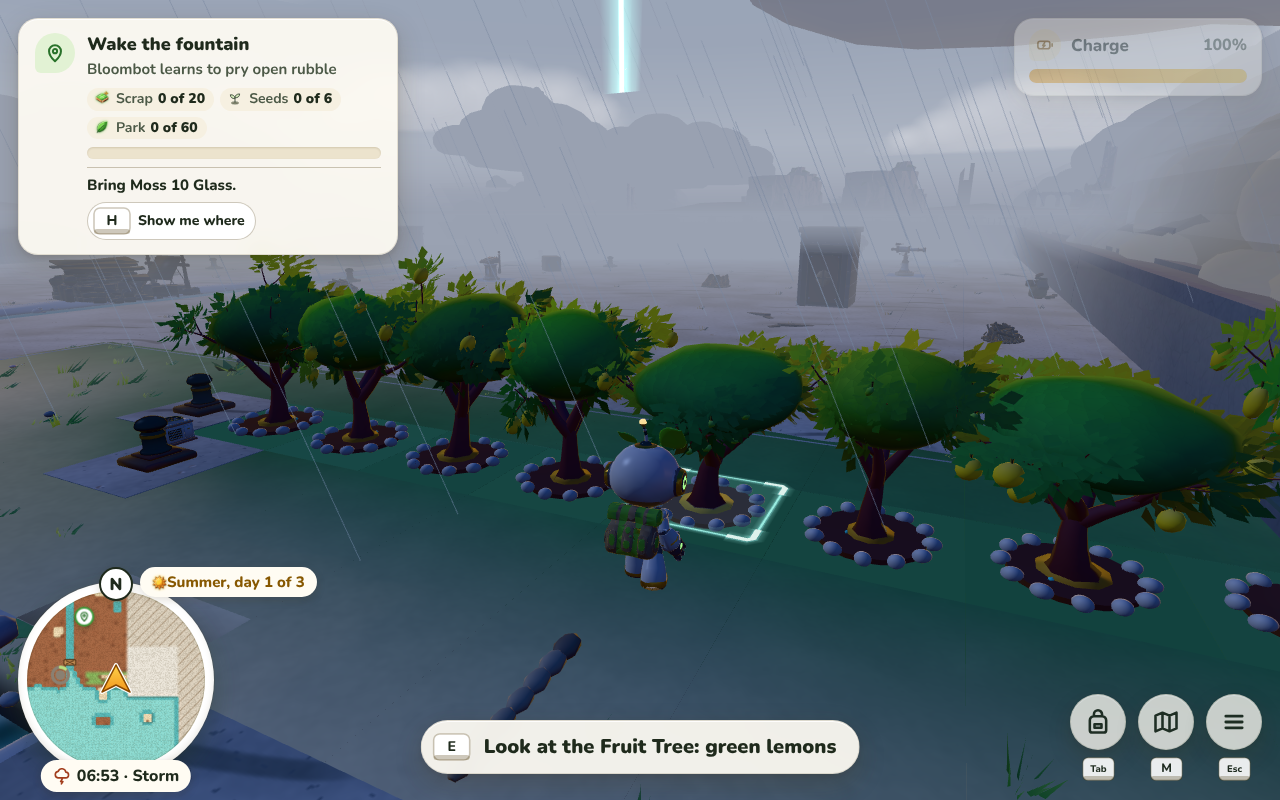 Wake the fountain
Bloombot learns to pry open rubble
Scrap 0 of 20 Seeds 0 of 6
Park 0 of 60
Bring Moss 10 Glass.
H Show me where
Charge 100%
N
Summer, day 1 of 3
06:53 · Storm
E Look at the Fruit Tree: green lemons
Tab M Esc